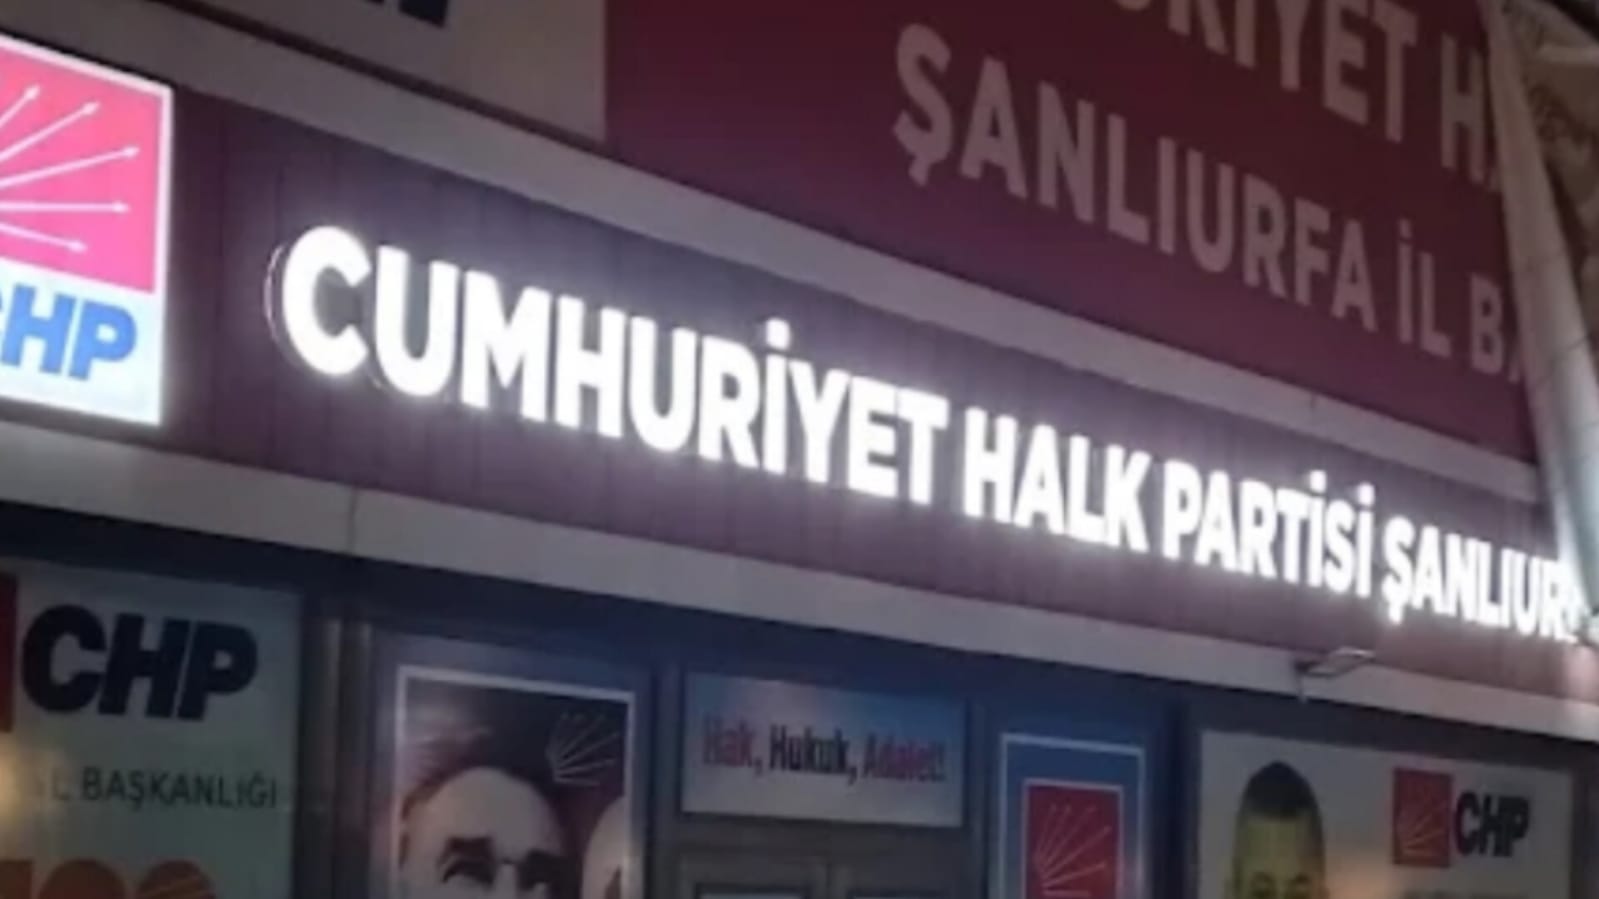 ŞANLIURFA İL
CHP
CUMHURİYET HALK PARTİSİ ŞANLIUR
CHP
BAŞKANLIĞI
Hak, Hukuk, Adalet!
CHP